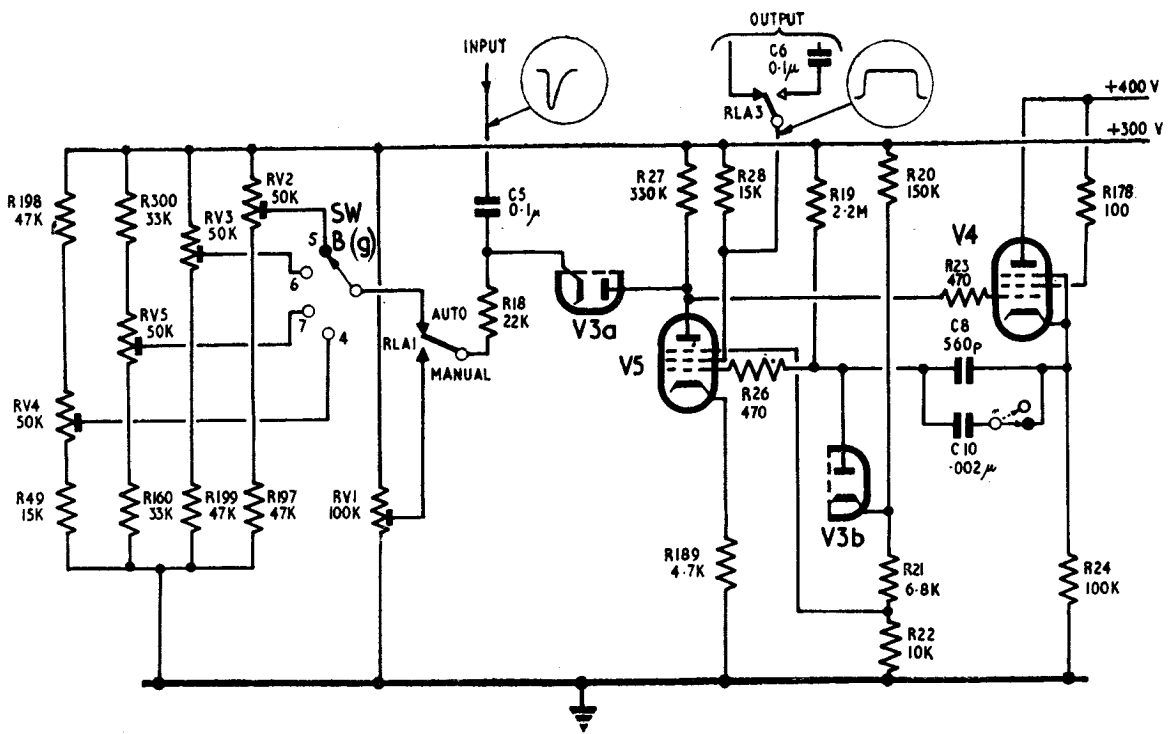 INPUT
OUTPUT
C6
0·1μ
RLA3
+400 V
+300 V
R198
47K
R300
33K
RV3
50K
RV2
50K
SW
B(g)
5
6
7
4
C5
0·1μ
R27
330K
R28
15K
R19
2·2M
R20
150K
R178
100
V4
R23
470
AUTO
R18
22K
RLA1
MANUAL
V3a
RV5
50K
V5
C8
560p
R26
470
RV4
50K
C10
·002μ
R49
15K
R160
33K
R199
47K
R197
47K
RV1
100K
V3b
R189
4·7K
R21
6·8K
R24
100K
R22
10K